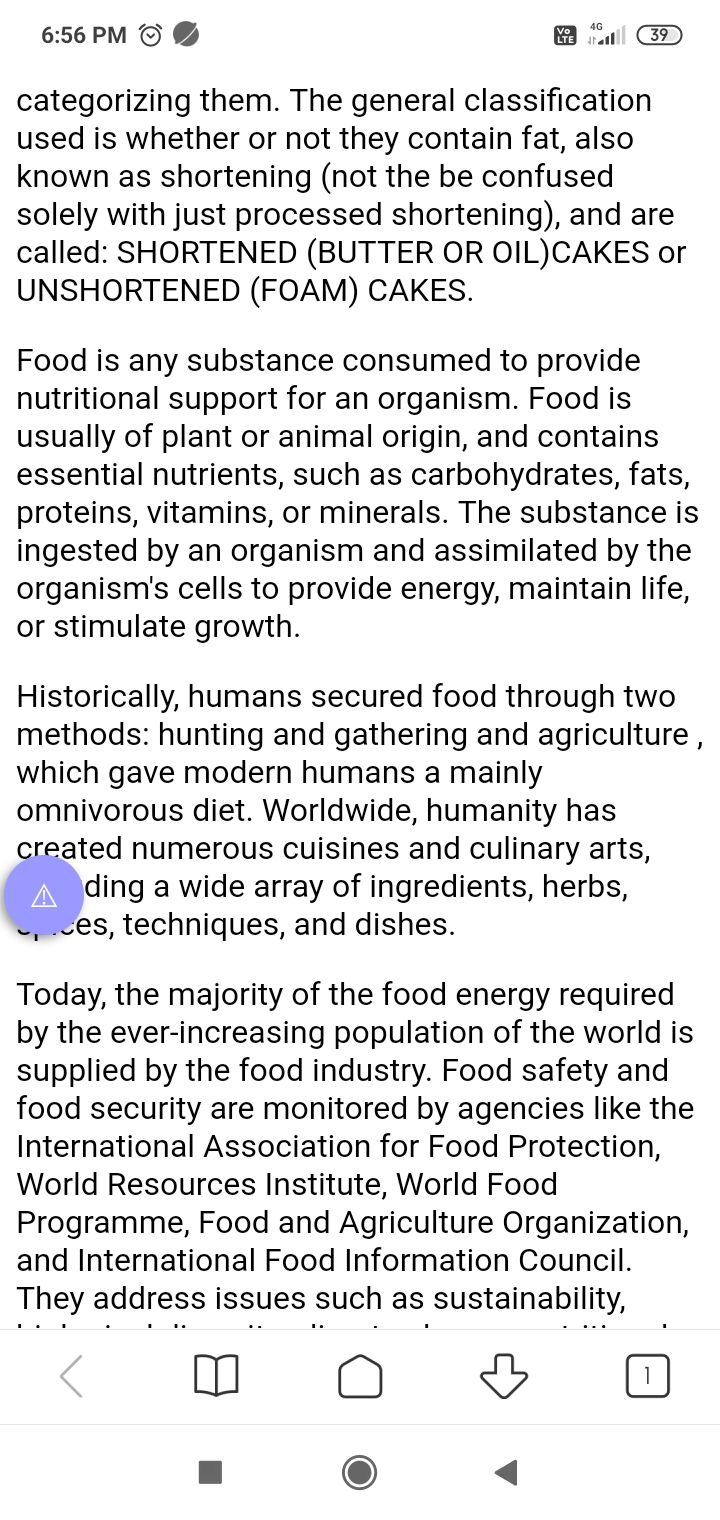 6:56 PM
Vo LTE
4G
39
categorizing them. The general classification
used is whether or not they contain fat, also
known as shortening (not the be confused
solely with just processed shortening), and are
called: SHORTENED (BUTTER OR OIL)CAKES or
UNSHORTENED (FOAM) CAKES.
Food is any substance consumed to provide
nutritional support for an organism. Food is
usually of plant or animal origin, and contains
essential nutrients, such as carbohydrates, fats,
proteins, vitamins, or minerals. The substance is
ingested by an organism and assimilated by the
organism's cells to provide energy, maintain life,
or stimulate growth.
Historically, humans secured food through two
methods: hunting and gathering and agriculture ,
which gave modern humans a mainly
omnivorous diet. Worldwide, humanity has
created numerous cuisines and culinary arts,
a wide array of ingredients, herbs,
techniques, and dishes.
Today, the majority of the food energy required
by the ever-increasing population of the world is
supplied by the food industry. Food safety and
food security are monitored by agencies like the
International Association for Food Protection,
World Resources Institute, World Food
Programme, Food and Agriculture Organization,
and International Food Information Council.
They address issues such as sustainability,
1